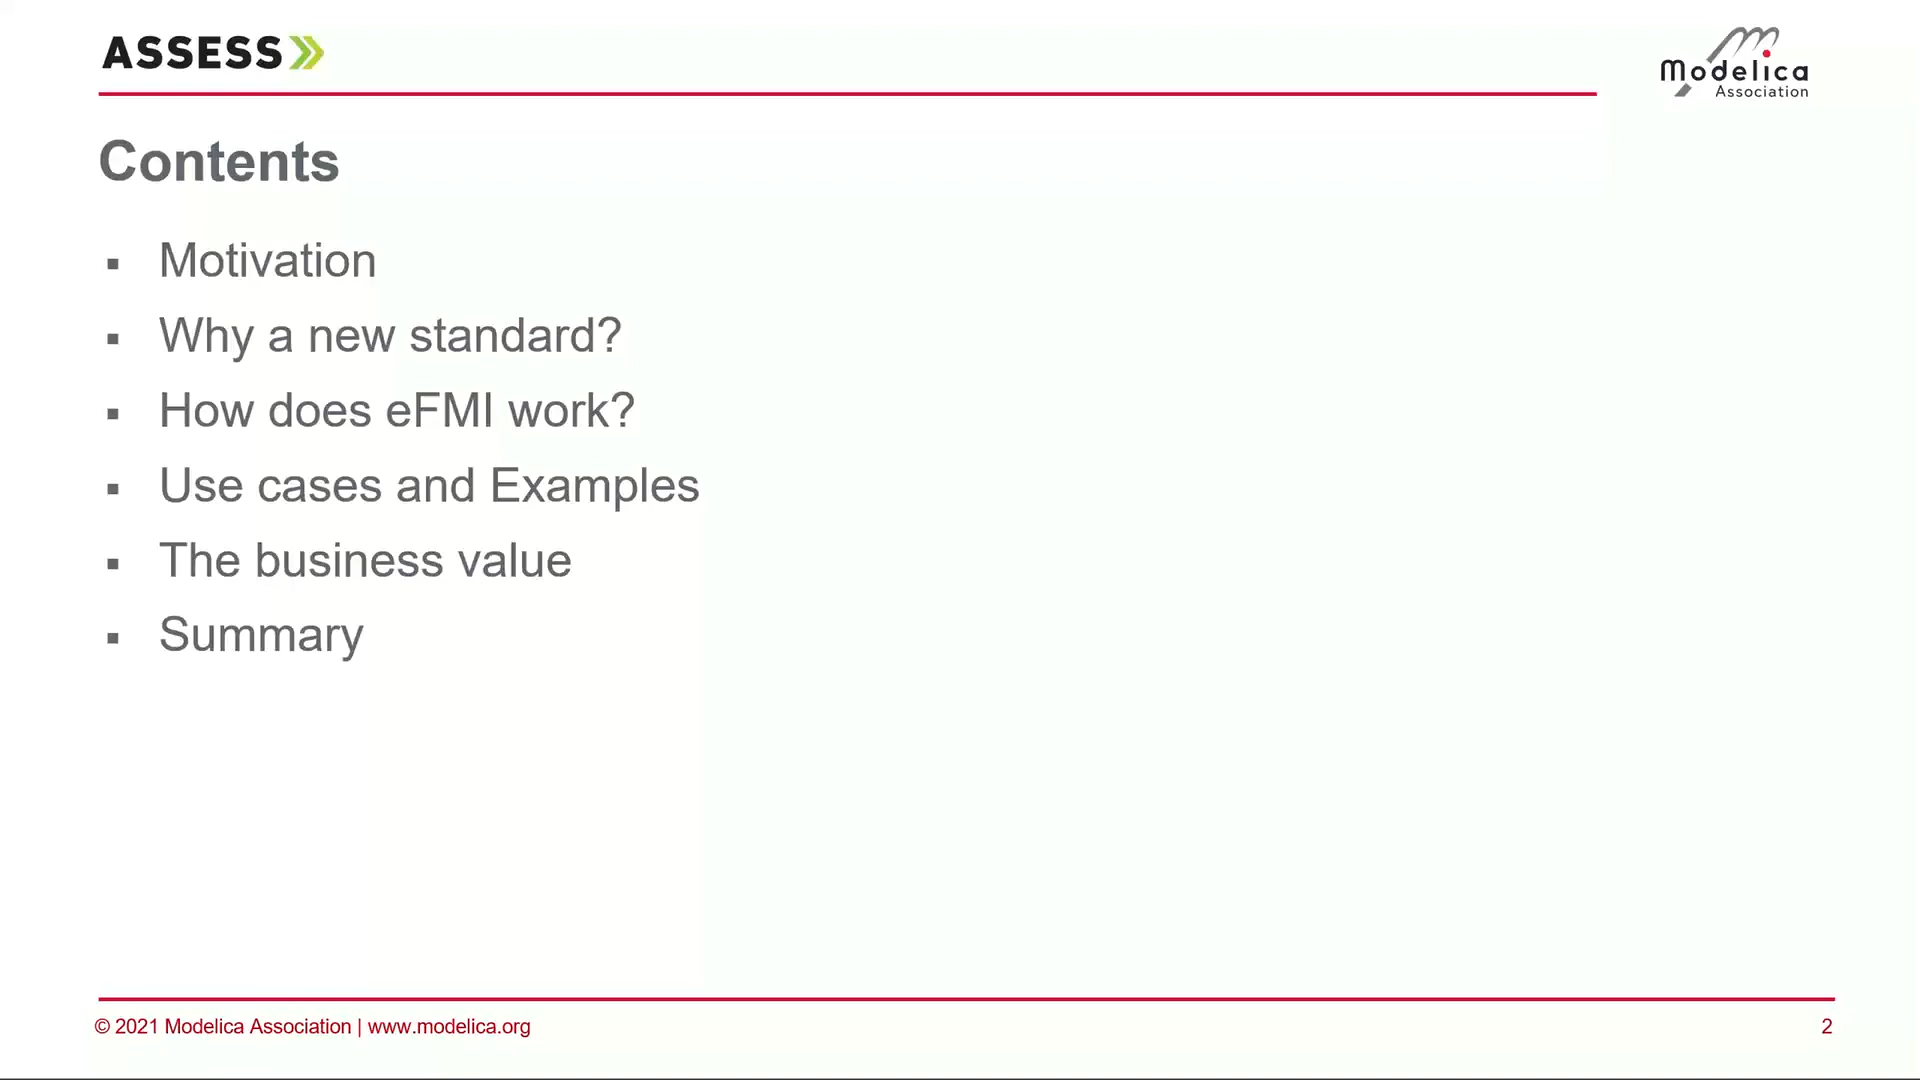 ASSESS
Modelica
Association
Contents
▪ Motivation
▪ Why a new standard?
▪ How does eFMI work?
▪ Use cases and Examples
▪ The business value
▪ Summary
© 2021 Modelica Association | www.modelica.org
2